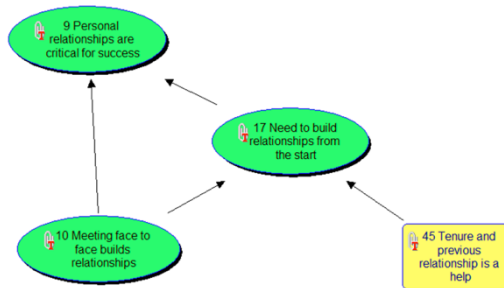 9 Personal
relationships are
critical for success
17 Need to build
relationships from
the start
10 Meeting face to
face builds
relationships
45 Tenure and
previous
relationship is a
help